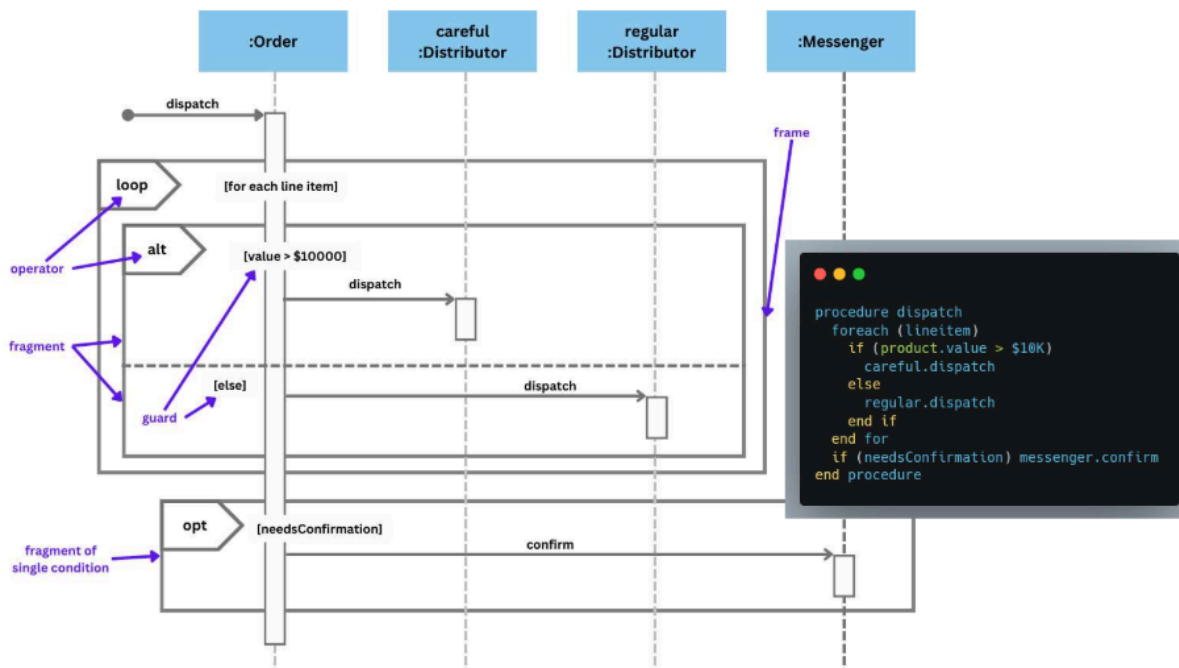 :Order
careful
:Distributor
regular
:Distributor
:Messenger
dispatch
frame
loop
[for each line item]
alt
[value > $10000]
operator
dispatch
fragment
[else]
dispatch
guard
procedure dispatch
foreach (lineitem)
if (product.value > $10K)
careful.dispatch
else
regular.dispatch
end if
end for
if (needsConfirmation) messenger.confirm
end procedure
opt
[needsConfirmation]
confirm
fragment of
single condition